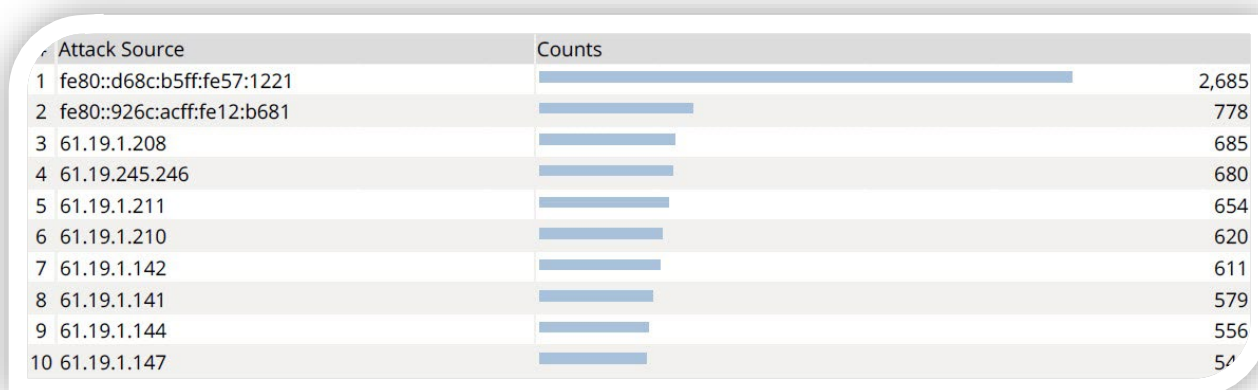 Attack Source Counts
1 fe80::d68c:b5ff:fe57:1221 2,685
2 fe80::926c:acff:fe12:b681 778
3 61.19.1.208 685
4 61.19.245.246 680
5 61.19.1.211 654
6 61.19.1.210 620
7 61.19.1.142 611
8 61.19.1.141 579
9 61.19.1.144 556
10 61.19.1.147